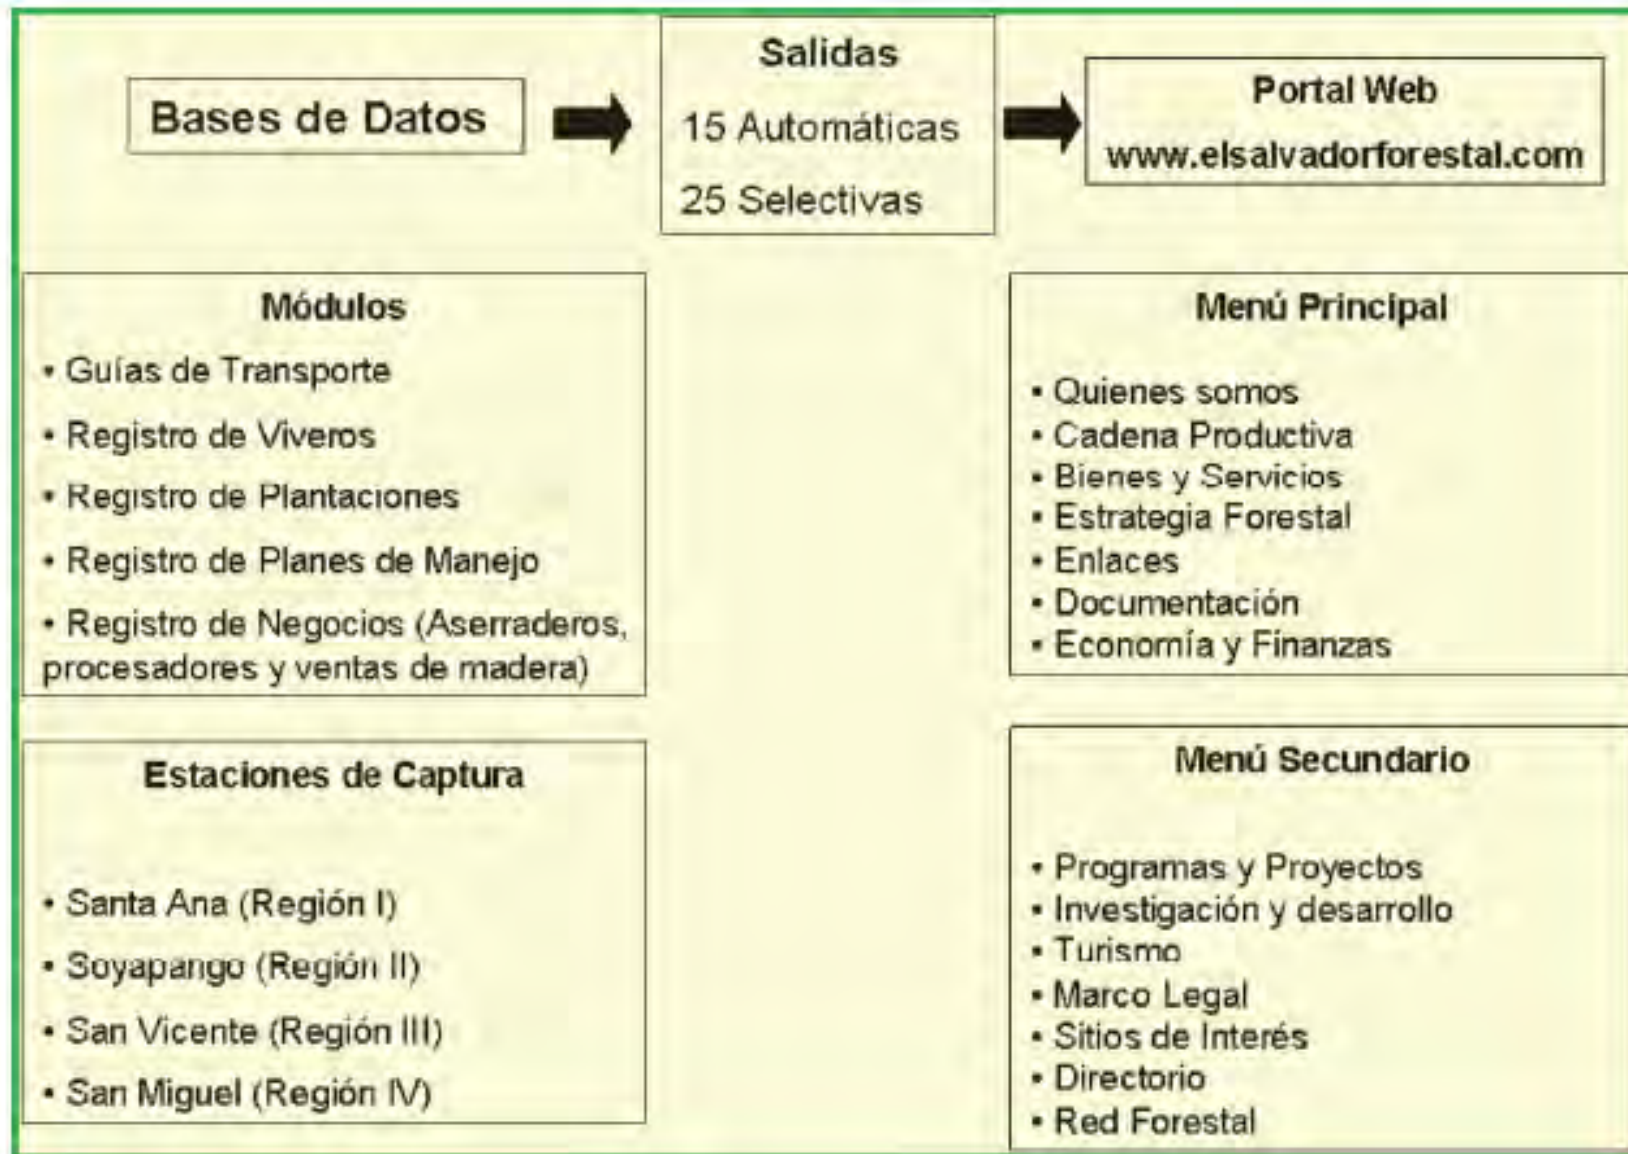 Bases de Datos
Salidas
15 Automáticas
25 Selectivas
Portal Web
www.elsalvadorforestal.com
Módulos
• Guías de Transporte
• Registro de Viveros
• Registro de Plantaciones
• Registro de Planes de Manejo
• Registro de Negocios (Aserraderos,
procesadores y ventas de madera)
Estaciones de Captura
• Santa Ana (Región I)
• Soyapango (Región II)
• San Vicente (Región III)
• San Miguel (Región IV)
Menú Principal
• Quienes somos
• Cadena Productiva
• Bienes y Servicios
• Estrategia Forestal
• Enlaces
• Documentación
• Economía y Finanzas
Menú Secundario
• Programas y Proyectos
• Investigación y desarrollo
• Turismo
• Marco Legal
• Sitios de Interés
• Directorio
• Red Forestal